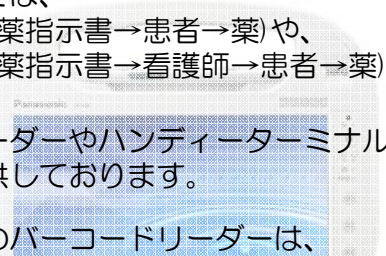 は、
薬指示書→患者→薬)や、
薬指示書→看護師→患者→薬)
Panasonic
ーダーやハンディーターミナル
供しております。
のバーコードリーダーは、